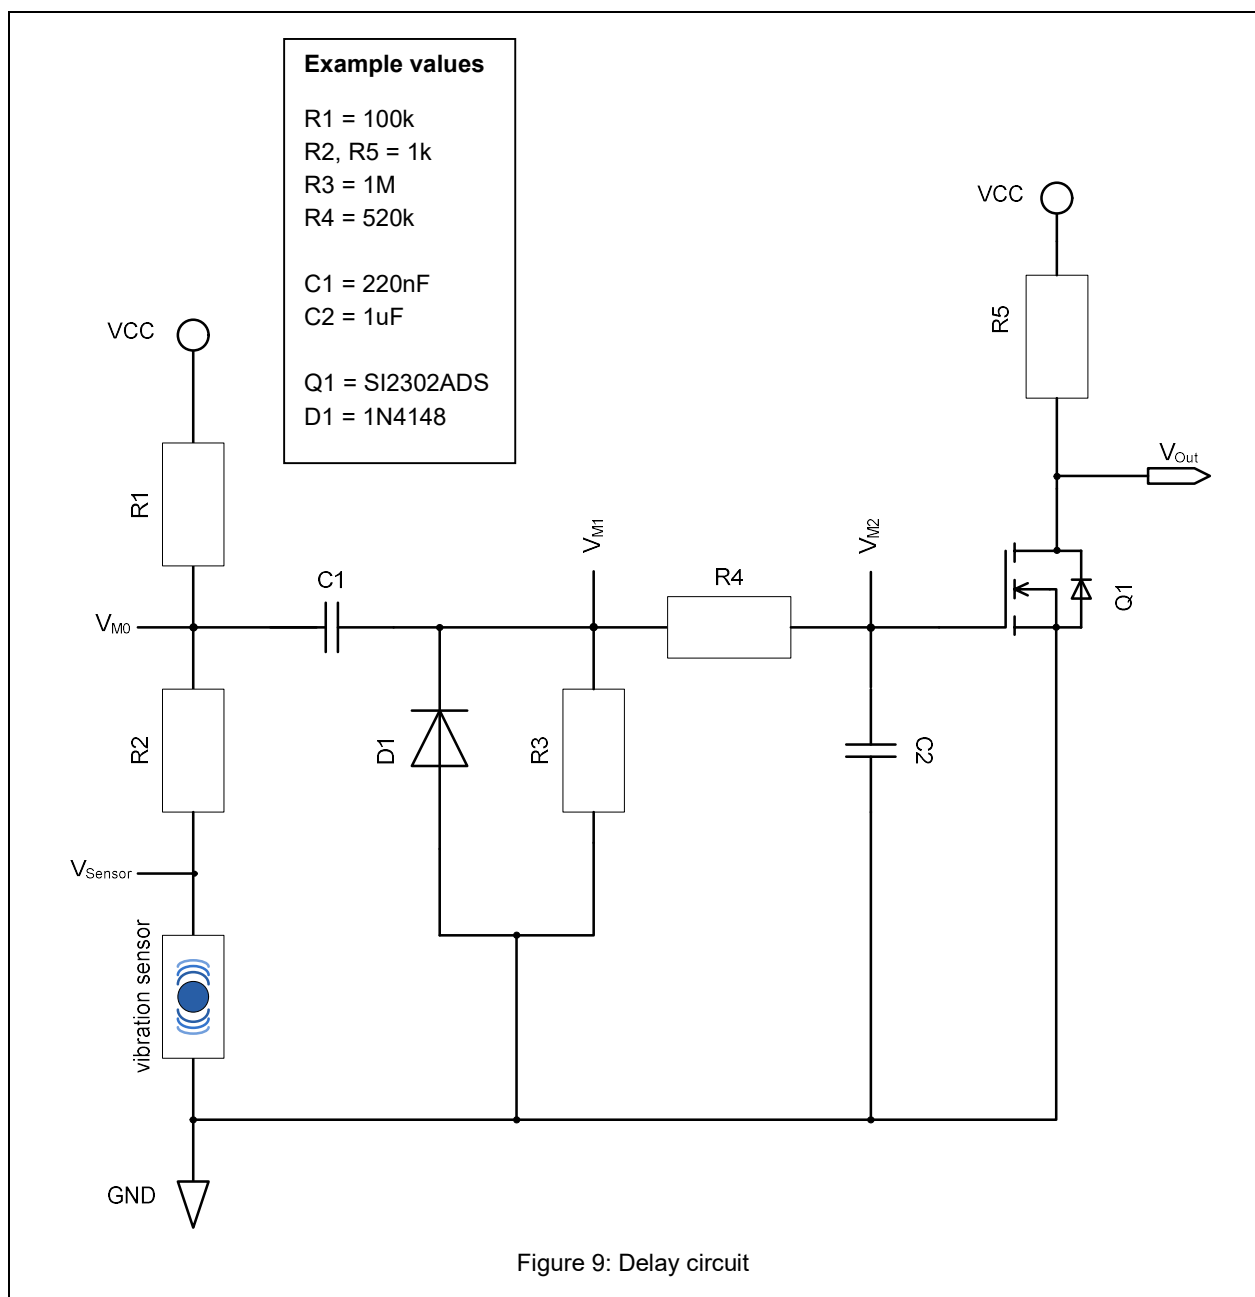 Example values
R1 = 100k
R2, R5 = 1k
R3 = 1M
R4 = 520k
C1 = 220nF
C2 = 1uF
Q1 = SI2302ADS
D1 = 1N4148
VCC
R5
VCC
VOut
R1
VM1
VM2
C1
R4
Q1
VM0
R2
D1
R3
C2
VSensor
vibration sensor
GND
Figure 9: Delay circuit